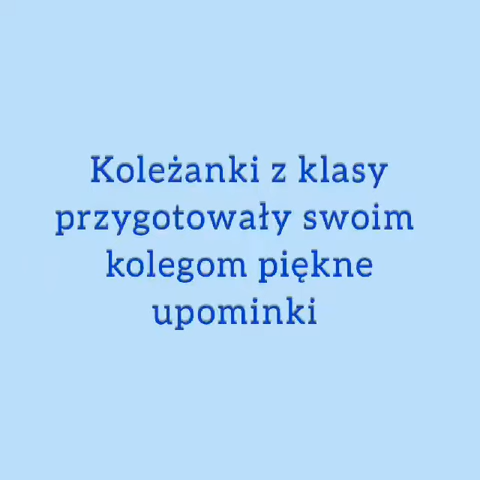 Koleżanki z klasy
przygotowały swoim
kolegom piękne
upominki